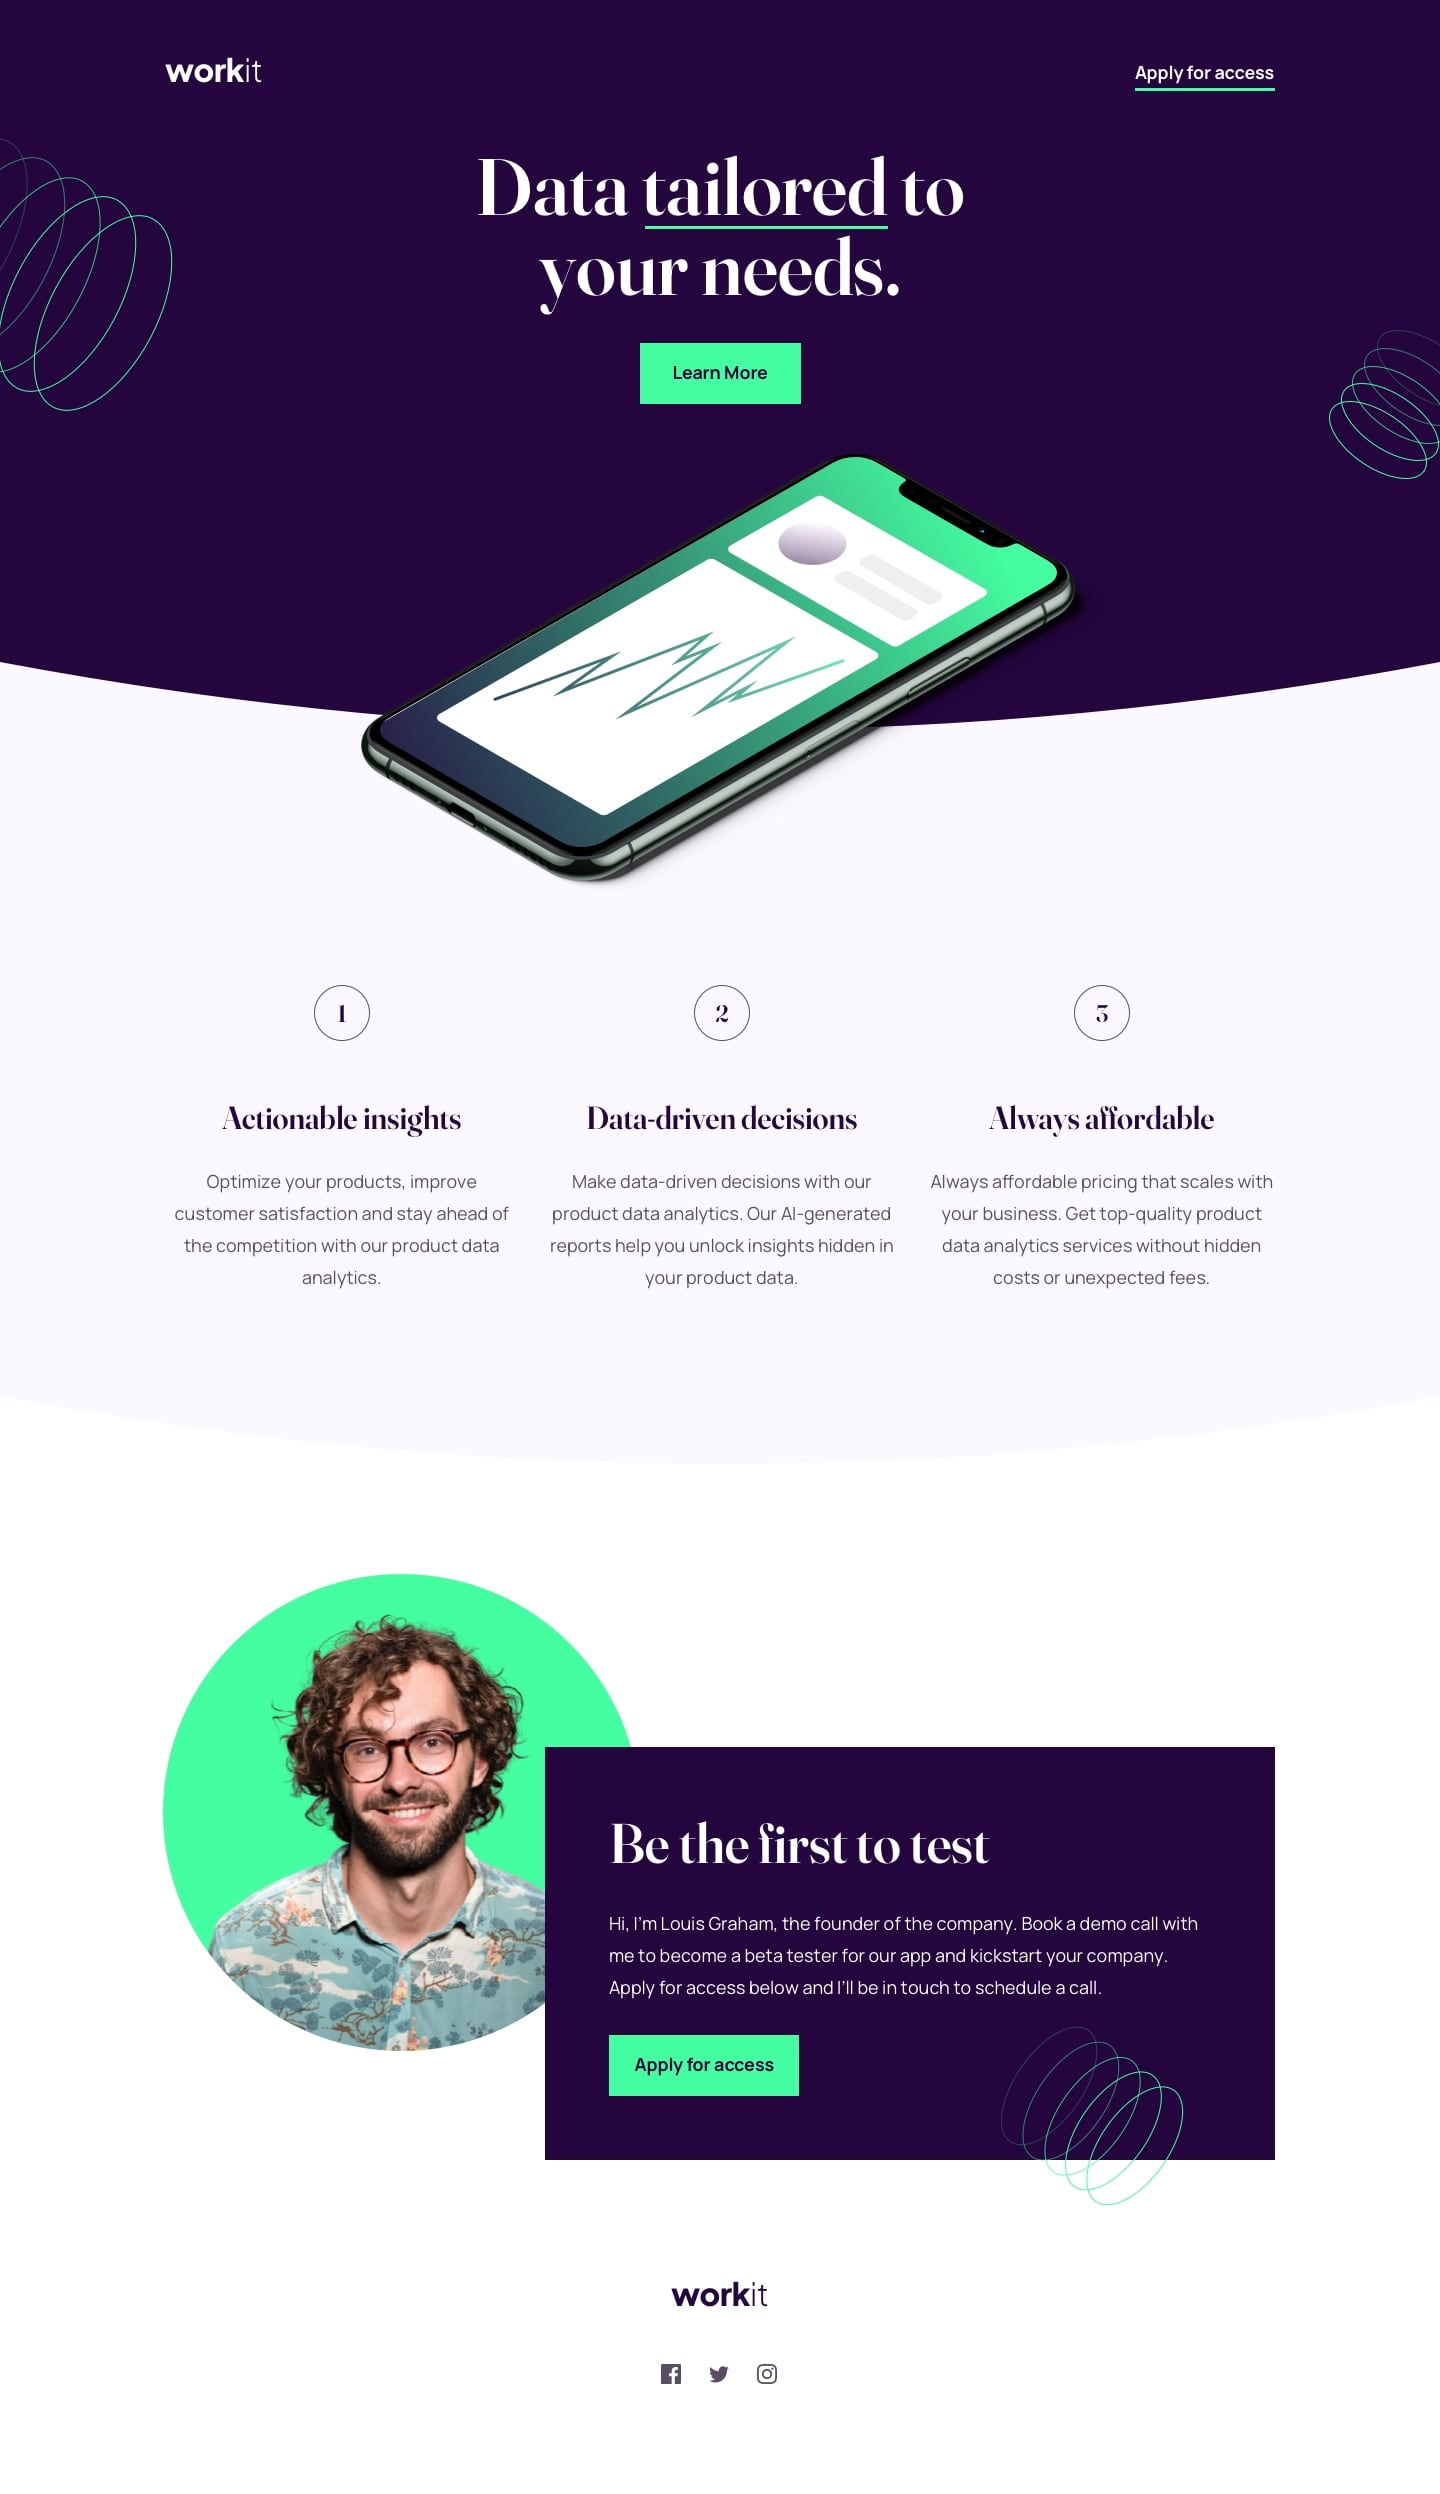 workit
Apply for access
Data tailored to
your needs.
Learn More
1
2
3
Actionable insights
Data-driven decisions
Always affordable
Optimize your products, improve
customer satisfaction and stay ahead of
the competition with our product data
analytics.
Make data-driven decisions with our
product data analytics. Our AI-generated
reports help you unlock insights hidden in
your product data.
Always affordable pricing that scales with
your business. Get top-quality product
data analytics services without hidden
costs or unexpected fees.
Be the first to test
Hi, I'm Louis Graham, the founder of the company. Book a demo call with
me to become a beta tester for our app and kickstart your company.
Apply for access below and I'll be in touch to schedule a call.
Apply for access
workit